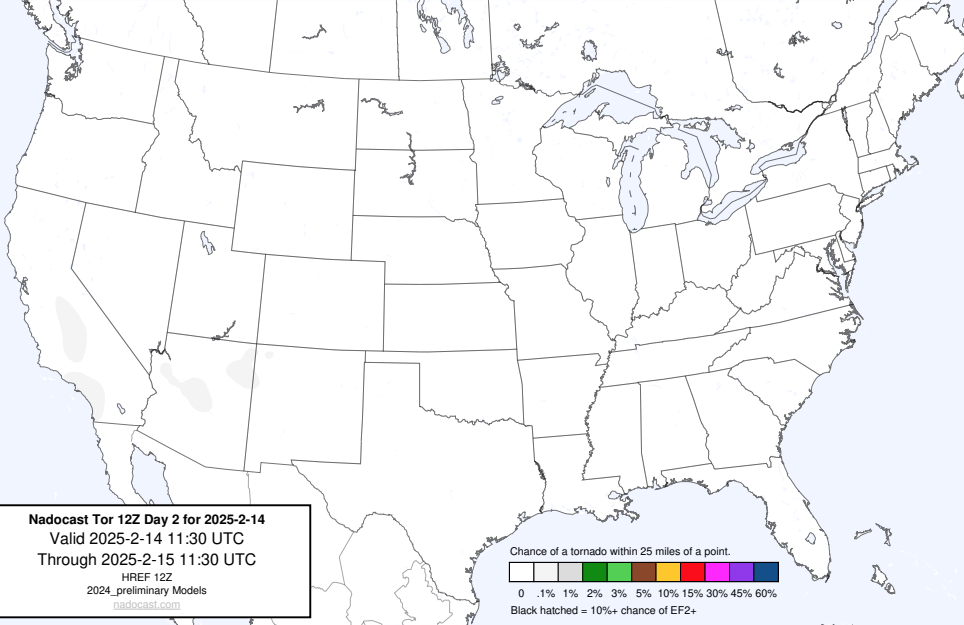 Nadocast Tor 12Z Day 2 for 2025-2-14
Valid 2025-2-14 11:30 UTC
Through 2025-2-15 11:30 UTC
HREF 12Z
2024_preliminary Models
nadocast.com
Chance of a tornado within 25 miles of a point.
0 .1% 1% 2% 3% 5% 10% 15% 30% 45% 60%
Black hatched = 10%+ chance of EF2+